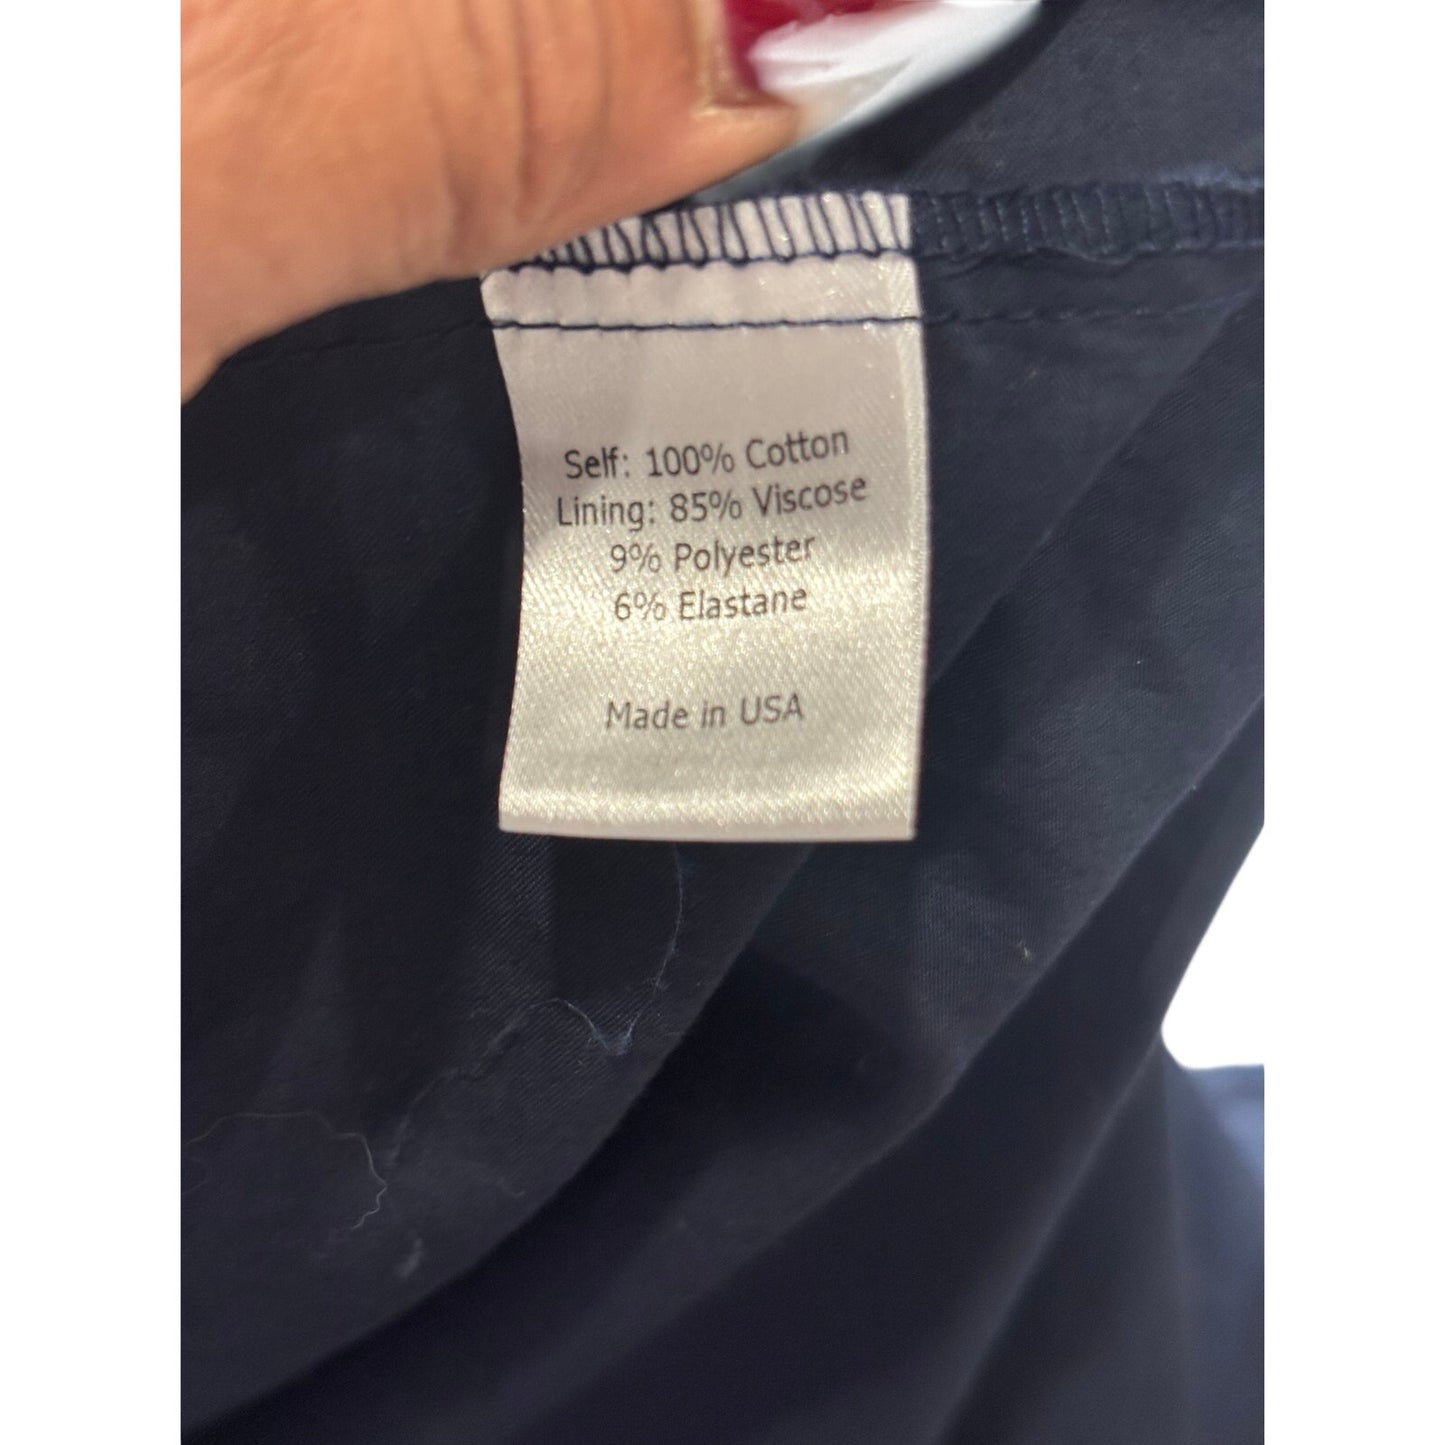 Self: 100% Cotton
Lining: 85% Viscose
9% Polyester
6% Elastane
Made in USA